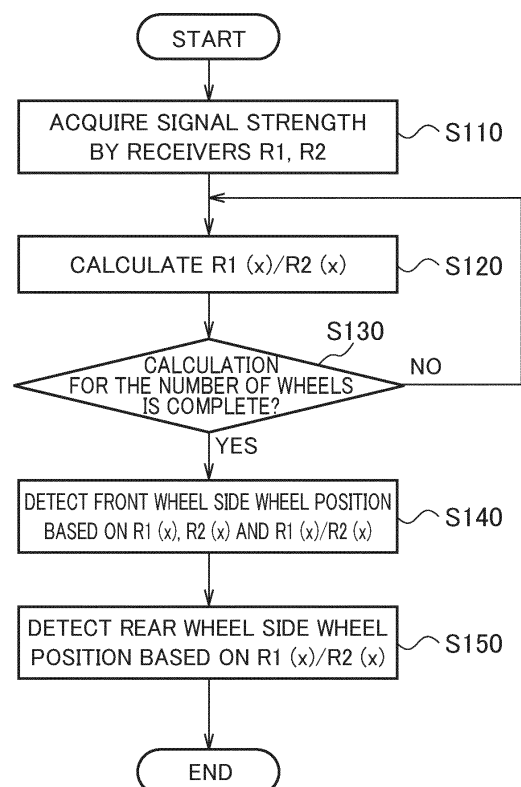 START
ACQUIRE SIGNAL STRENGTH
BY RECEIVERS R1, R2
S110
CALCULATE R1 (x)/R2 (x)
S120
S130
CALCULATION
FOR THE NUMBER OF WHEELS
IS COMPLETE?
NO
YES
DETECT FRONT WHEEL SIDE WHEEL POSITION
BASED ON R1 (x), R2 (x) AND R1 (x)/R2 (x)
S140
DETECT REAR WHEEL SIDE WHEEL
POSITION BASED ON R1 (x)/R2 (x)
S150
END